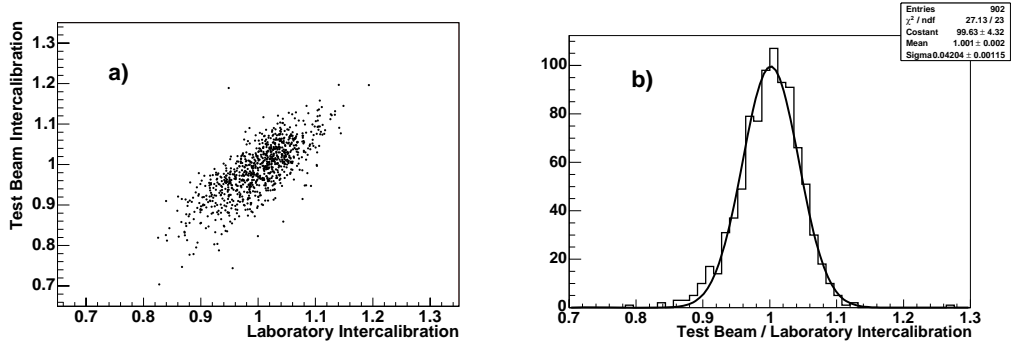 a)
Test Beam Intercalibration
1.3
1.2
1.1
1
0.9
0.8
0.7
0.7 0.8 0.9 1 1.1 1.2 1.3
Laboratory Intercalibration
Entries 902
χ² / ndf 27.13 / 23
Costant 99.63 ± 4.32
Mean 1.001 ± 0.002
Sigma 0.04204 ± 0.00115
b)
100
80
60
40
20
0
0.7 0.8 0.9 1 1.1 1.2 1.3
Test Beam / Laboratory Intercalibration